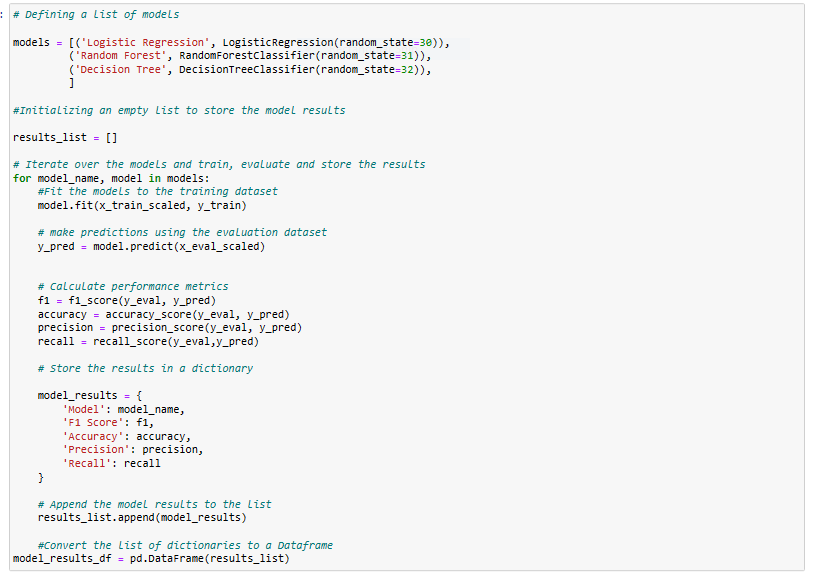 :
# Defining a list of models
models = [('Logistic Regression', LogisticRegression(random_state=30)),
('Random Forest', RandomForestClassifier(random_state=31)),
('Decision Tree', DecisionTreeClassifier(random_state=32)),
]
#Initializing an empty list to store the model results
results_list = []
# Iterate over the models and train, evaluate and store the results
for model_name, model in models:
#Fit the models to the training dataset
model.fit(x_train_scaled, y_train)
# make predictions using the evaluation dataset
y_pred = model.predict(x_eval_scaled)
# Calculate performance metrics
f1 = f1_score(y_eval, y_pred)
accuracy = accuracy_score(y_eval, y_pred)
precision = precision_score(y_eval, y_pred)
recall = recall_score(y_eval,y_pred)
# Store the results in a dictionary
model_results = {
'Model': model_name,
'F1 Score': f1,
'Accuracy': accuracy,
'Precision': precision,
'Recall': recall
}
# Append the model results to the list
results_list.append(model_results)
#Convert the list of dictionaries to a Dataframe
model_results_df = pd.DataFrame(results_list)